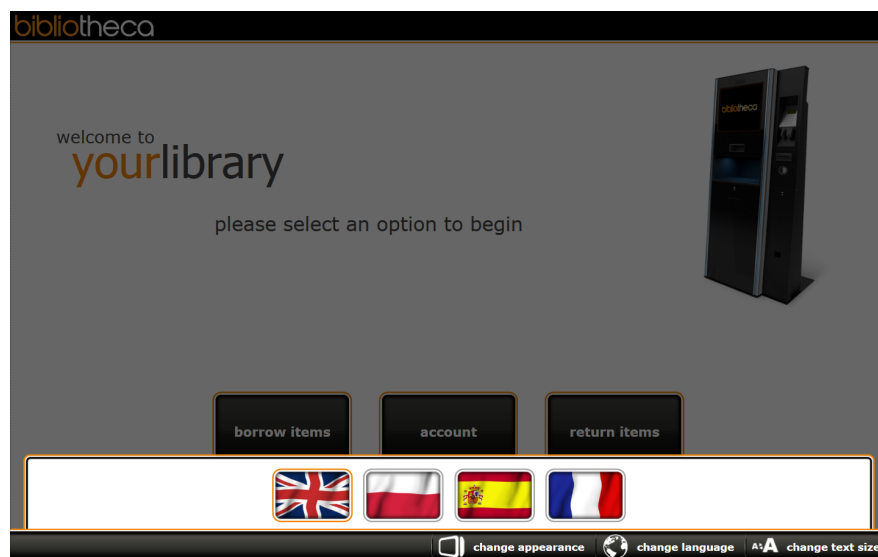 bibliotheca
bibliotheca
welcome to
yourlibrary
please select an option to begin
borrow items
account
return items
change appearance
change language
A:A change text size